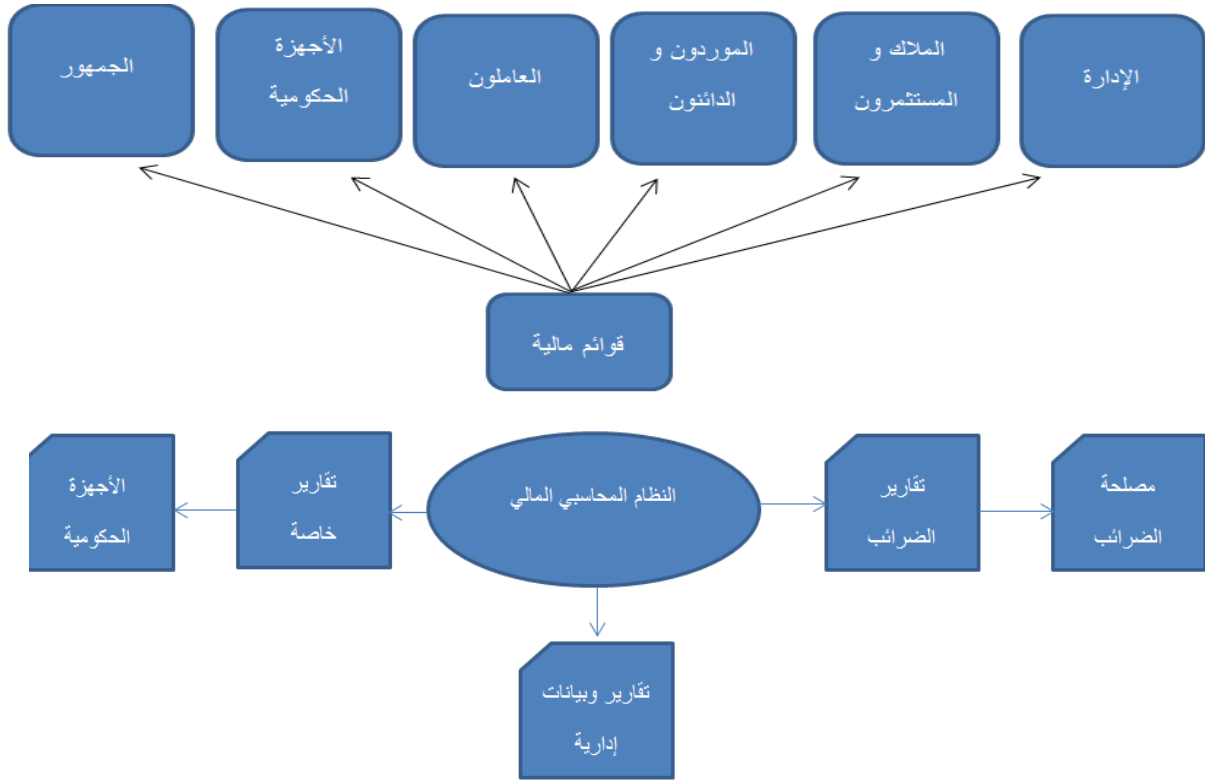 الإدارة
الملاك و
المستثمرون
الموردون و
الدائنون
العاملون
الأجهزة
الحكومية
الجمهور
قوائم مالية
مصلحة
الضرائب
تقارير
الضرائب
النظام المحاسبي المالي
تقارير
خاصة
الأجهزة
الحكومية
تقارير وبيانات
إدارية